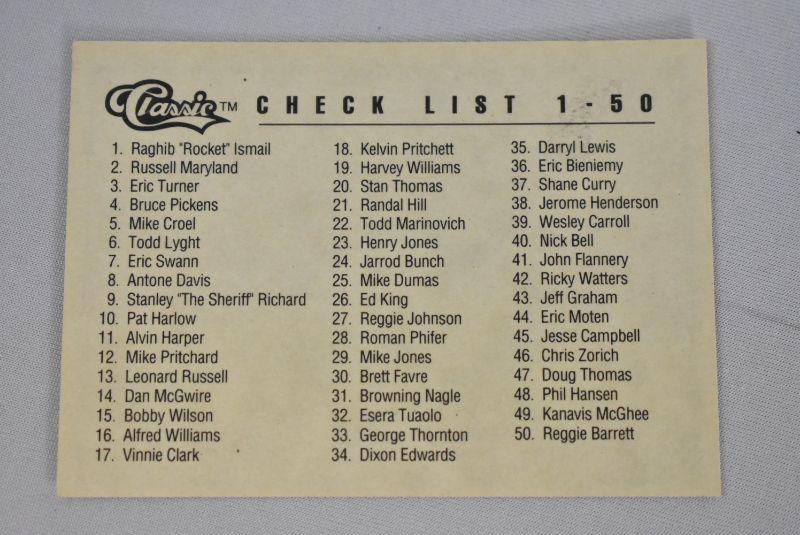 Classic™ CHECK LIST 1 - 50
1. Raghib "Rocket" Ismail
2. Russell Maryland
3. Eric Turner
4. Bruce Pickens
5. Mike Croel
6. Todd Lyght
7. Eric Swann
8. Antone Davis
9. Stanley "The Sheriff" Richard
10. Pat Harlow
11. Alvin Harper
12. Mike Pritchard
13. Leonard Russell
14. Dan McGwire
15. Bobby Wilson
16. Alfred Williams
17. Vinnie Clark
18. Kelvin Pritchett
19. Harvey Williams
20. Stan Thomas
21. Randal Hill
22. Todd Marinovich
23. Henry Jones
24. Jarrod Bunch
25. Mike Dumas
26. Ed King
27. Reggie Johnson
28. Roman Phifer
29. Mike Jones
30. Brett Favre
31. Browning Nagle
32. Esera Tuaolo
33. George Thornton
34. Dixon Edwards
35. Darryl Lewis
36. Eric Bieniemy
37. Shane Curry
38. Jerome Henderson
39. Wesley Carroll
40. Nick Bell
41. John Flannery
42. Ricky Watters
43. Jeff Graham
44. Eric Moten
45. Jesse Campbell
46. Chris Zorich
47. Doug Thomas
48. Phil Hansen
49. Kanavis McGhee
50. Reggie Barrett